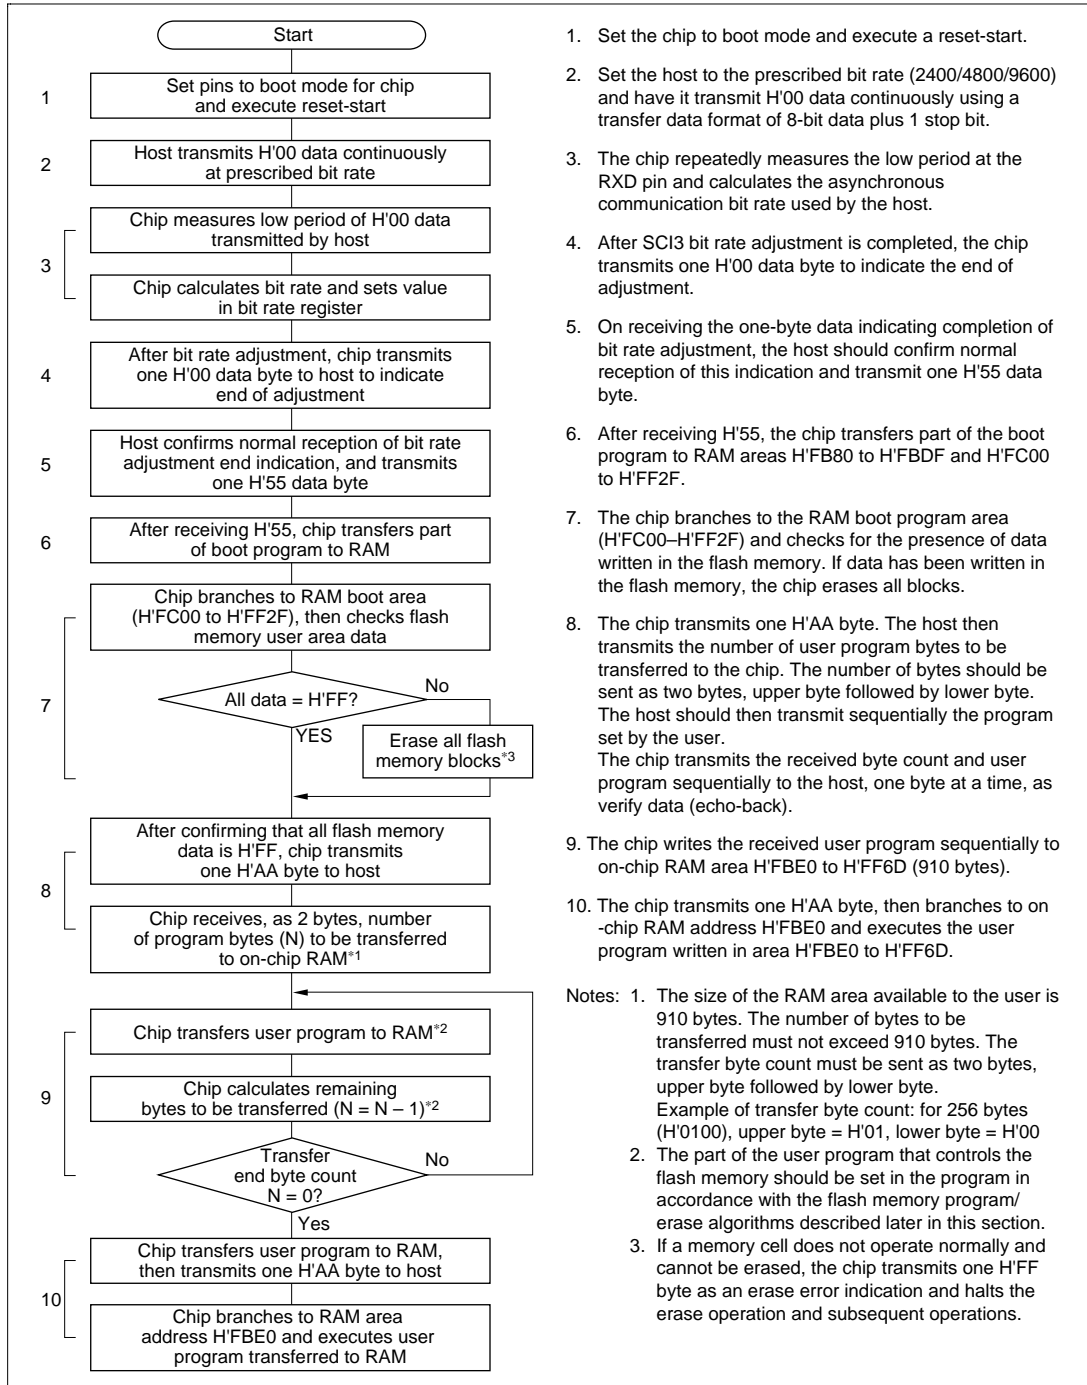 Start
1
Set pins to boot mode for chip
and execute reset-start
2
Host transmits H'00 data continuously
at prescribed bit rate
3
Chip measures low period of H'00 data
transmitted by host
Chip calculates bit rate and sets value
in bit rate register
4
After bit rate adjustment, chip transmits
one H'00 data byte to host to indicate
end of adjustment
5
Host confirms normal reception of bit rate
adjustment end indication, and transmits
one H'55 data byte
6
After receiving H'55, chip transfers part
of boot program to RAM
7
Chip branches to RAM boot area
(H'FC00 to H'FF2F), then checks flash
memory user area data
All data = H'FF?
No
YES
Erase all flash
memory blocks*3
8
After confirming that all flash memory
data is H'FF, chip transmits
one H'AA byte to host
Chip receives, as 2 bytes, number
of program bytes (N) to be transferred
to on-chip RAM*1
9
Chip transfers user program to RAM*2
Chip calculates remaining
bytes to be transferred (N = N – 1)*2
Transfer
end byte count
N = 0?
No
Yes
10
Chip transfers user program to RAM,
then transmits one H'AA byte to host
Chip branches to RAM area
address H'FBE0 and executes user
program transferred to RAM
1. Set the chip to boot mode and execute a reset-start.
2. Set the host to the prescribed bit rate (2400/4800/9600)
and have it transmit H'00 data continuously using a
transfer data format of 8-bit data plus 1 stop bit.
3. The chip repeatedly measures the low period at the
RXD pin and calculates the asynchronous
communication bit rate used by the host.
4. After SCI3 bit rate adjustment is completed, the chip
transmits one H'00 data byte to indicate the end of
adjustment.
5. On receiving the one-byte data indicating completion of
bit rate adjustment, the host should confirm normal
reception of this indication and transmit one H'55 data
byte.
6. After receiving H'55, the chip transfers part of the boot
program to RAM areas H'FB80 to H'FBDF and H'FC00
to H'FF2F.
7. The chip branches to the RAM boot program area
(H'FC00–H'FF2F) and checks for the presence of data
written in the flash memory. If data has been written in
the flash memory, the chip erases all blocks.
8. The chip transmits one H'AA byte. The host then
transmits the number of user program bytes to be
transferred to the chip. The number of bytes should be
sent as two bytes, upper byte followed by lower byte.
The host should then transmit sequentially the program
set by the user.
The chip transmits the received byte count and user
program sequentially to the host, one byte at a time, as
verify data (echo-back).
9. The chip writes the received user program sequentially to
on-chip RAM area H'FBE0 to H'FF6D (910 bytes).
10. The chip transmits one H'AA byte, then branches to on
-chip RAM address H'FBE0 and executes the user
program written in area H'FBE0 to H'FF6D.
Notes: 1. The size of the RAM area available to the user is
910 bytes. The number of bytes to be
transferred must not exceed 910 bytes. The
transfer byte count must be sent as two bytes,
upper byte followed by lower byte.
Example of transfer byte count: for 256 bytes
(H'0100), upper byte = H'01, lower byte = H'00
2. The part of the user program that controls the
flash memory should be set in the program in
accordance with the flash memory program/
erase algorithms described later in this section.
3. If a memory cell does not operate normally and
cannot be erased, the chip transmits one H'FF
byte as an erase error indication and halts the
erase operation and subsequent operations.